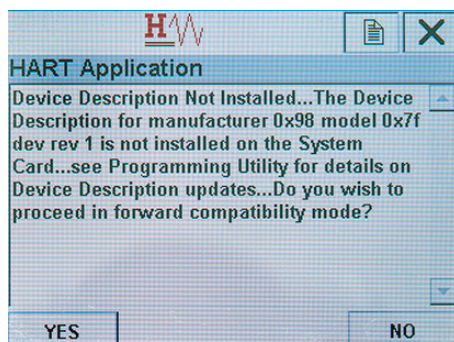 H
HART Application
Device Description Not Installed...The Device
Description for manufacturer 0x98 model 0x7f
dev rev 1 is not installed on the System
Card...see Programming Utility for details on
Device Description updates...Do you wish to
proceed in forward compatibility mode?
YES NO